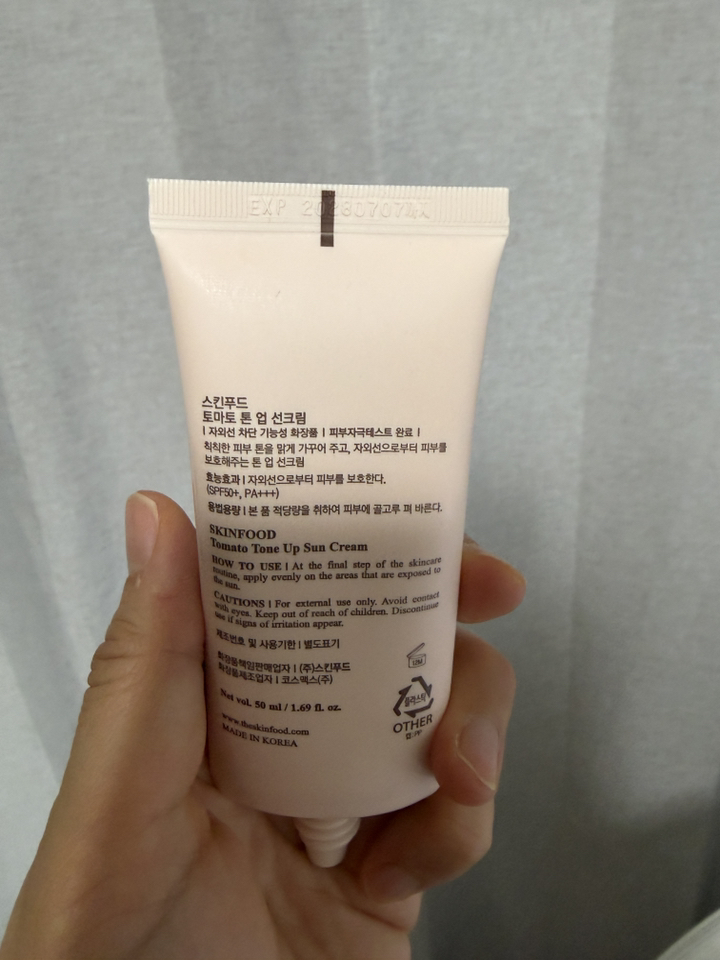 EXP 20280707
스킨푸드
토마토 톤 업 선크림
| 자외선 차단 기능성 화장품 | 피부자극테스트 완료 |
칙칙한 피부 톤을 맑게 가꾸어 주고, 자외선으로부터 피부를
보호해주는 톤 업 선크림
효능효과 | 자외선으로부터 피부를 보호한다.
(SPF50+, PA+++)
용법용량 | 본 품 적당량을 취하여 피부에 골고루 펴 바른다.
SKINFOOD
Tomato Tone Up Sun Cream
HOW TO USE | At the final step of the skincare
routine, apply evenly on the areas that are exposed to
the sun.
CAUTIONS | For external use only. Avoid contact
with eyes. Keep out of reach of children. Discontinue
use if signs of irritation appear.
제조번호 및 사용기한 | 별도표기
화장품책임판매업자 | (주)스킨푸드
화장품제조업자 | 코스맥스(주)
12M
Net vol. 50 ml / 1.69 fl. oz.
플라스틱
OTHER
캡:PP
www.theskinfood.com
MADE IN KOREA